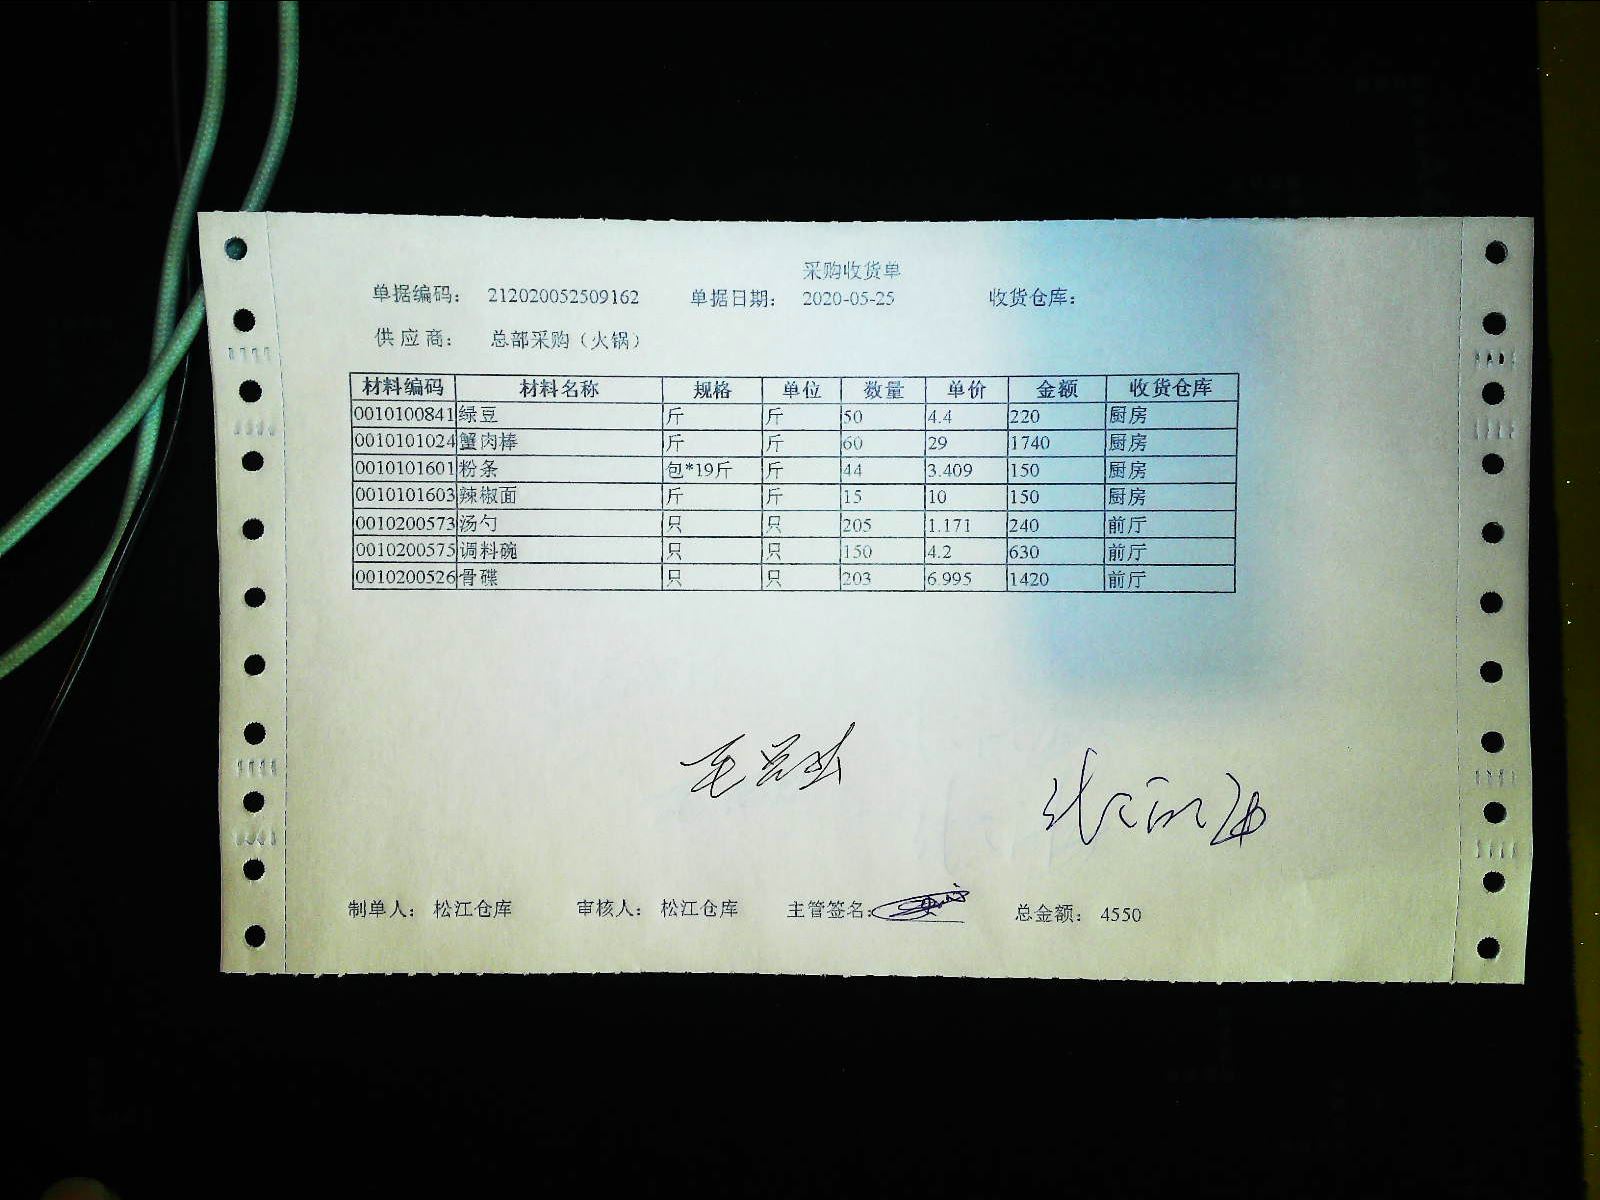 采购收货单
单据编码： 212020052509162 单据日期： 2020-05-25 收货仓库：
供应商： 总部采购（火锅）
材料编码 材料名称 规格 单位 数量 单价 金额 收货仓库
0010100841 绿豆 斤 斤 50 4.4 220 厨房
0010101024 蟹肉棒 斤 斤 60 29 1740 厨房
0010101601 粉条 包*19斤 斤 44 3.409 150 厨房
0010101603 辣椒面 斤 斤 15 10 150 厨房
0010200573 汤勺 只 只 205 1.171 240 前厅
0010200575 调料碗 只 只 150 4.2 630 前厅
0010200526 骨碟 只 只 203 6.995 1420 前厅
制单人： 松江仓库 审核人： 松江仓库 主管签名： 总金额： 4550